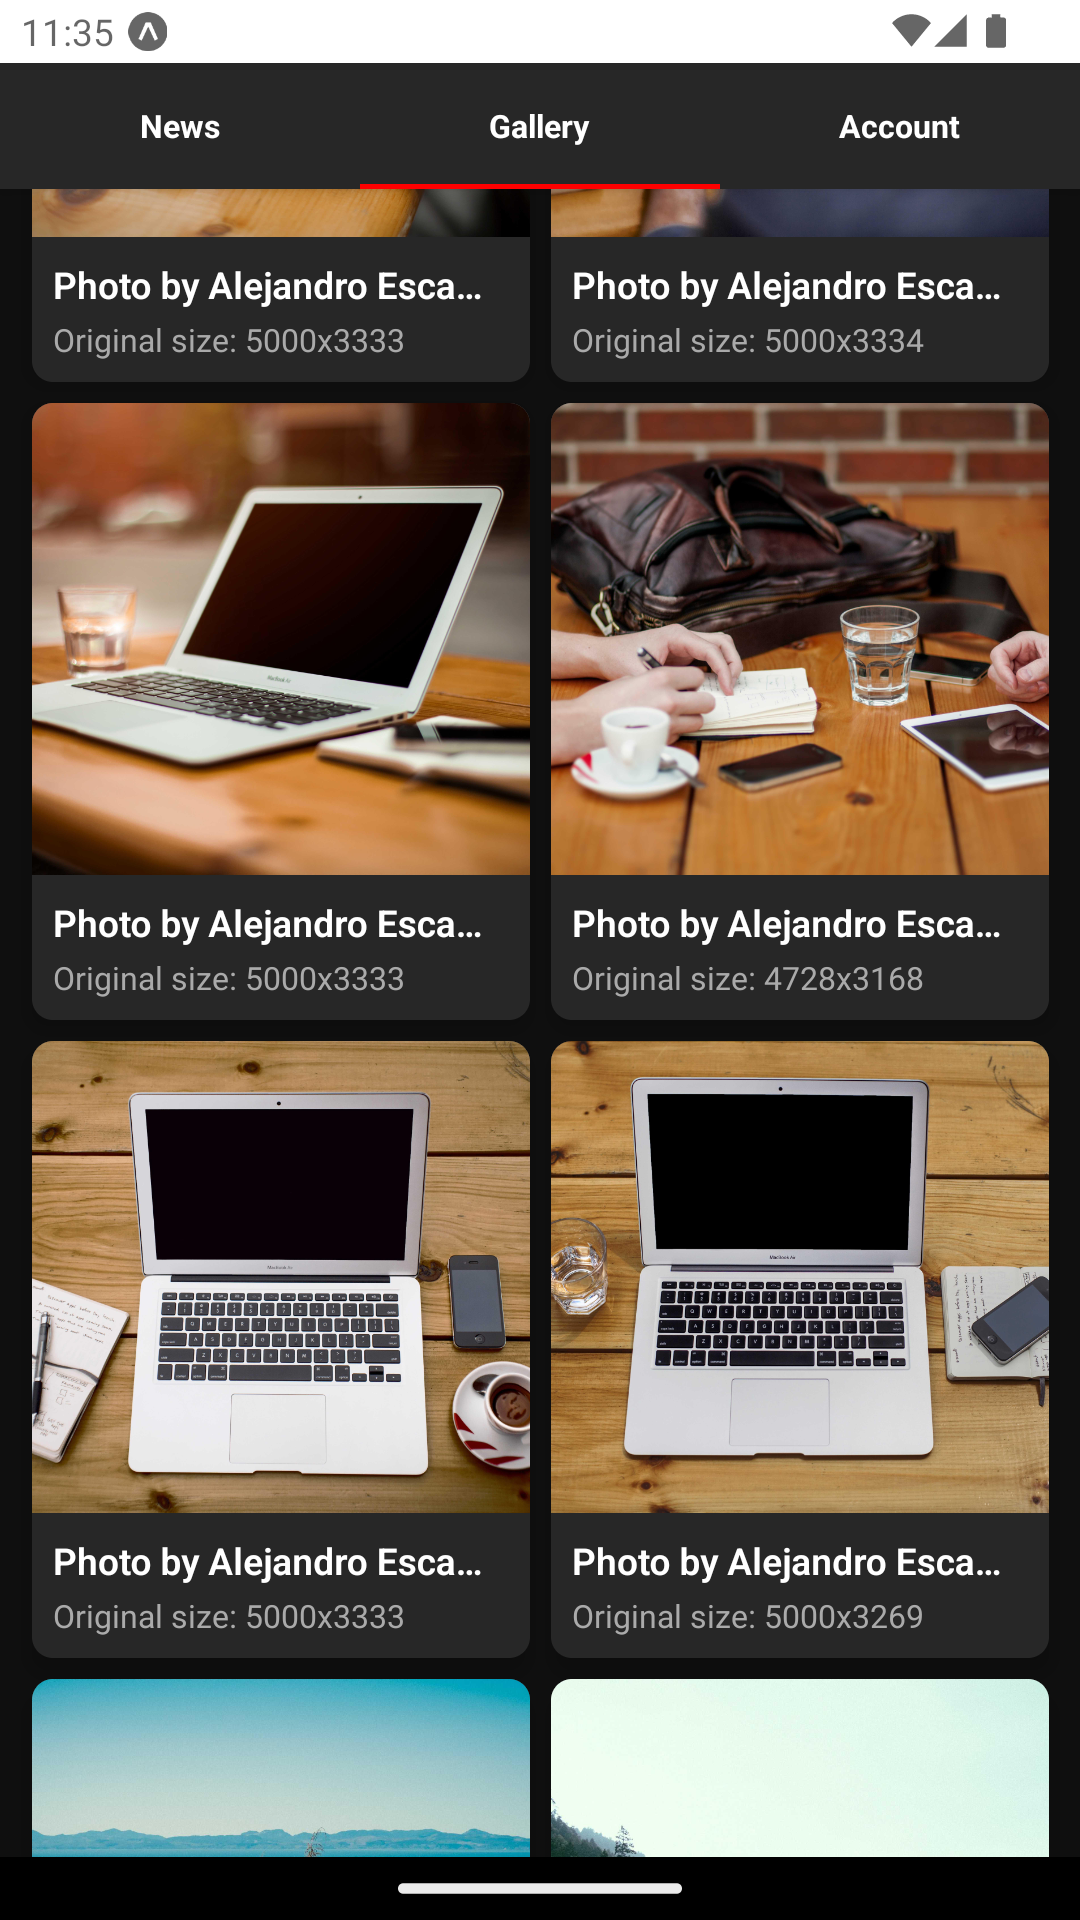 11:35
News
Gallery
Account
Photo by Alejandro Esca...
Original size: 5000x3333
Photo by Alejandro Esca...
Original size: 5000x3334
Photo by Alejandro Esca...
Original size: 5000x3333
Photo by Alejandro Esca...
Original size: 4728x3168
Photo by Alejandro Esca...
Original size: 5000x3333
Photo by Alejandro Esca...
Original size: 5000x3269